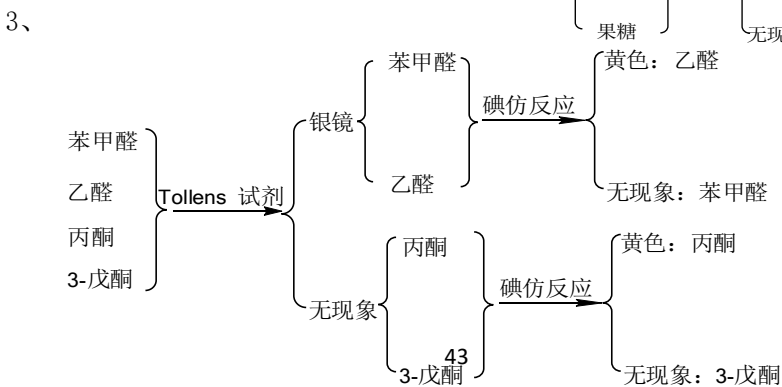 3、
果糖
无现
苯甲醛
乙醛
丙酮
3-戊酮
Tollens 试剂
银镜
苯甲醛
乙醛
碘仿反应
黄色：乙醛
无现象：苯甲醛
无现象
丙酮
3-戊酮
碘仿反应
黄色：丙酮
无现象：3-戊酮
43